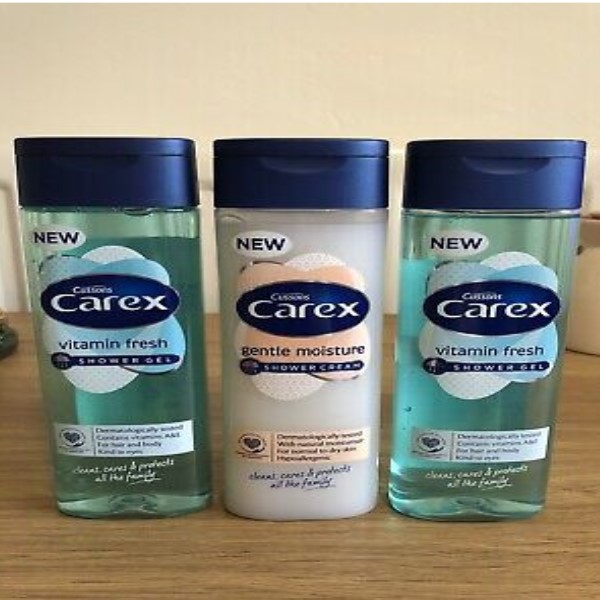 NEW
Cussons
Carex
vitamin fresh
SHOWER GEL
Dermatologically tested
Contains vitamins A&E
For hair and body
Kind to eyes
cleans, cares & protects
all the family
NEW
Cussons
Carex
gentle moisture
SHOWER CREAM
Dermatologically tested
With natural moisturiser
For normal to dry skin
Hypoallergenic
cleans, cares & protects
all the family
NEW
Cussons
Carex
vitamin fresh
SHOWER GEL
Dermatologically tested
Contains vitamins A&E
For hair and body
Kind to eyes
cleans, cares & protects
all the family